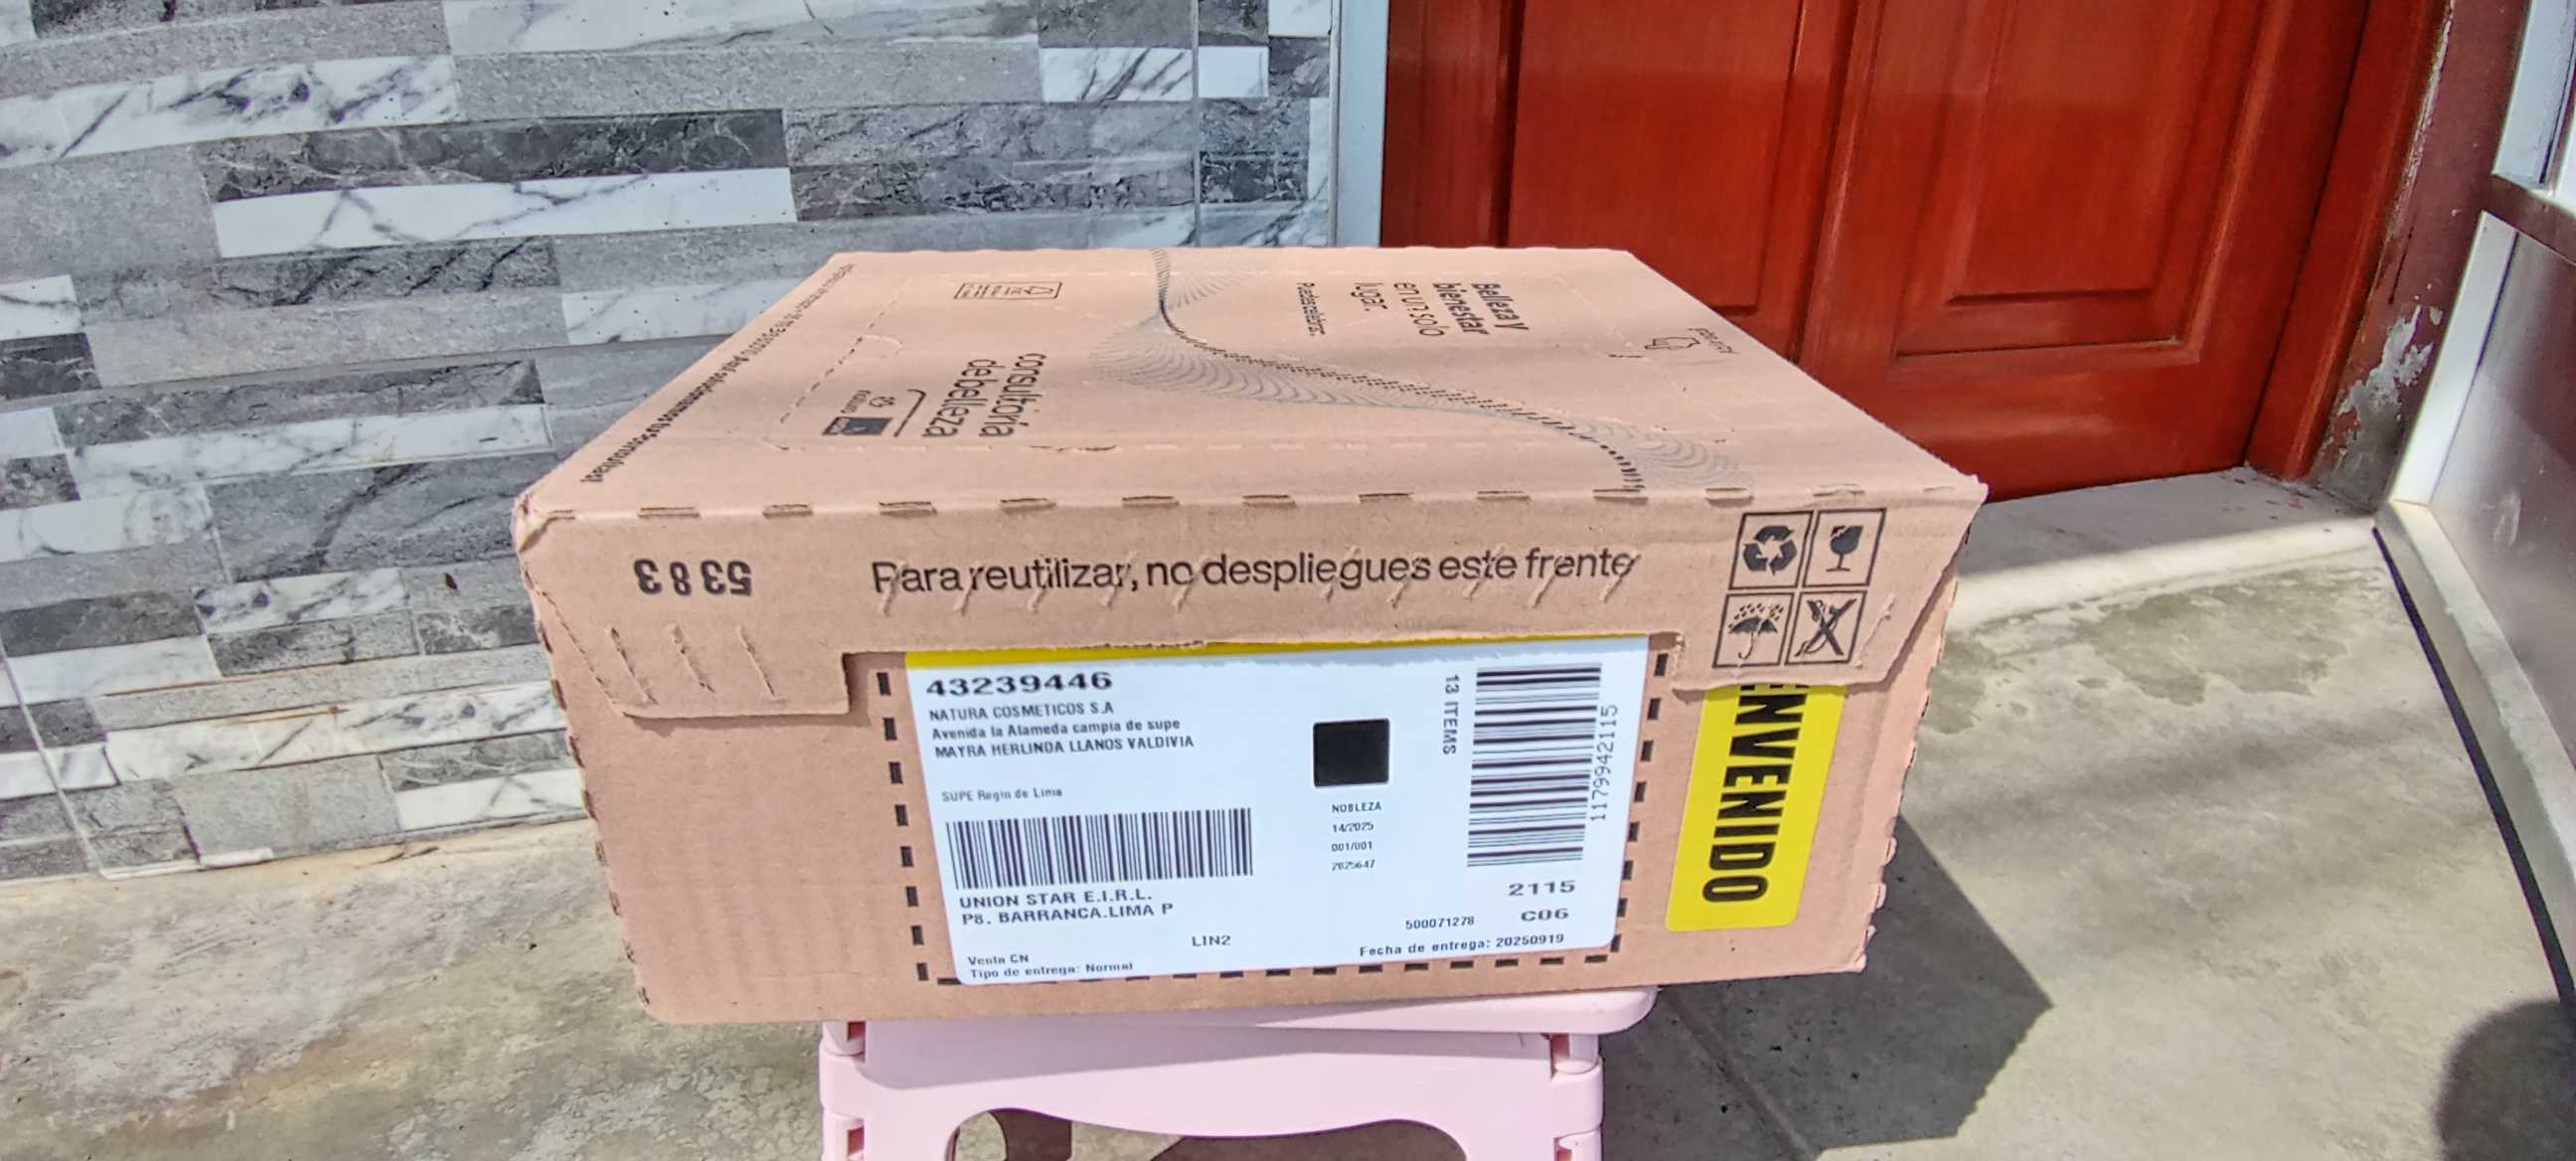 Belleza y
bienestar
en un solo
lugar.
consultoría
de belleza
5383
Para reutilizar, no despliegues este frente
43239446
NATURA COSMETICOS S.A
Avenida la Alameda campia de supe
MAYRA HERLINDA LLANOS VALDIVIA
SUPE Regin de Lima
UNION STAR E.I.R.L.
P8. BARRANCA.LIMA P
LIN2
Venta CN
Tipo de entrega: Normal
NOBLEZA
14/2025
001/001
2825647
13 ITEMS
1179942115
2115
C06
500071278
Fecha de entrega: 20250919
ENVENIDO